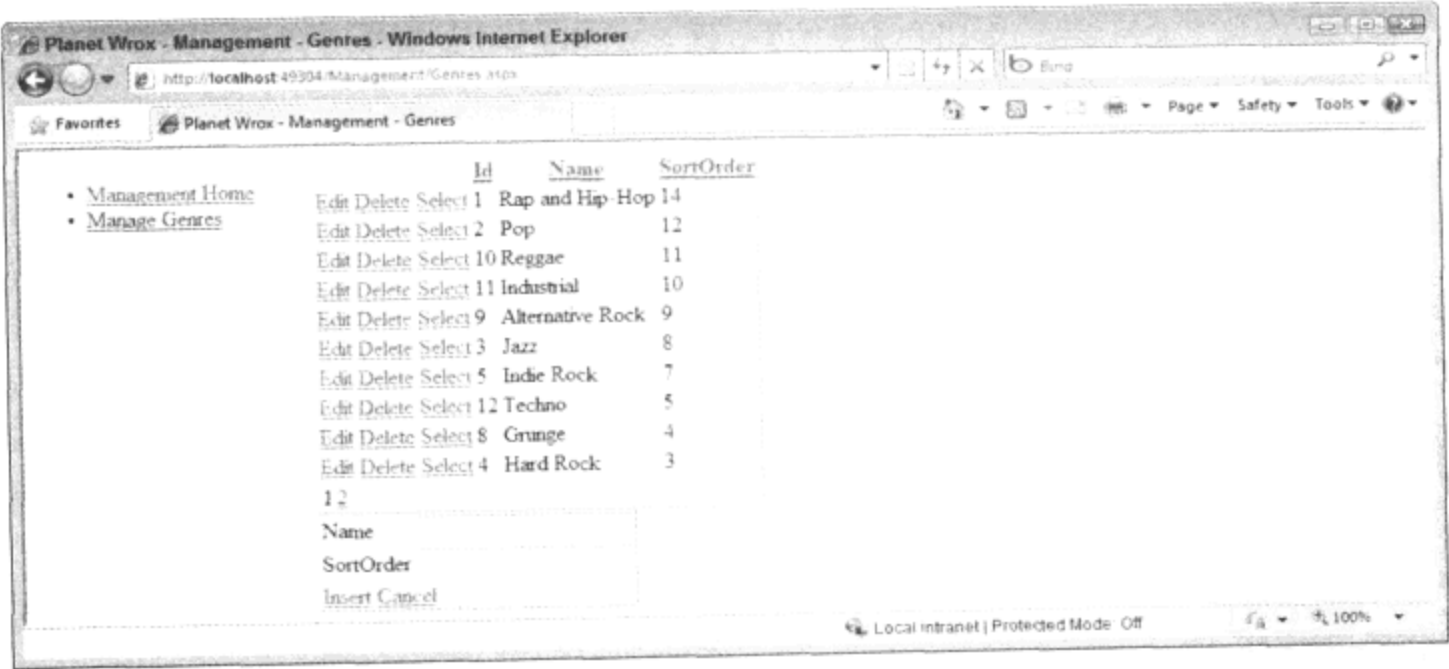 Planet Wrox - Management - Genres - Windows Internet Explorer
http://localhost:49304/Management/Genres.aspx
Bing
Favorites Planet Wrox - Management - Genres
Page Safety Tools
Id Name SortOrder
• Management Home
• Manage Genres
Edit Delete Select 1 Rap and Hip-Hop 14
Edit Delete Select 2 Pop 12
Edit Delete Select 10 Reggae 11
Edit Delete Select 11 Industrial 10
Edit Delete Select 9 Alternative Rock 9
Edit Delete Select 3 Jazz 8
Edit Delete Select 5 Indie Rock 7
Edit Delete Select 12 Techno 5
Edit Delete Select 8 Grunge 4
Edit Delete Select 4 Hard Rock 3
1 2
Name
SortOrder
Insert Cancel
Local intranet | Protected Mode: Off
100%